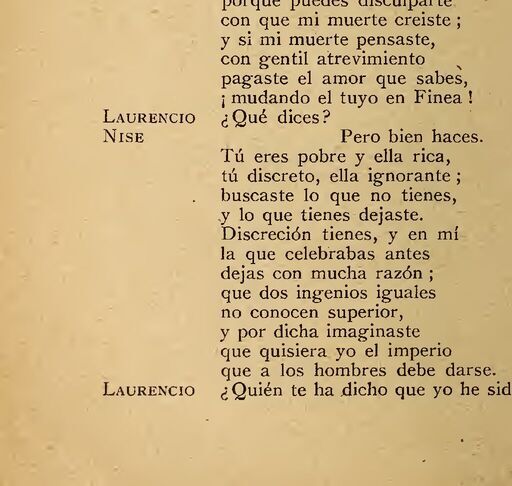 porque puedes disculparte
con que mi muerte creiste ;
y si mi muerte pensaste,
con gentil atrevimiento
pagaste el amor que sabes,
¡ mudando el tuyo en Finea !
LAURENCIO ¿Qué dices?
NISE Pero bien haces.
Tú eres pobre y ella rica,
tú discreto, ella ignorante ;
buscaste lo que no tienes,
y lo que tienes dejaste.
Discreción tienes, y en mí
la que celebrabas antes
dejas con mucha razón ;
que dos ingenios iguales
no conocen superior,
y por dicha imaginaste
que quisiera yo el imperio
que a los hombres debe darse.
LAURENCIO ¿Quién te ha dicho que yo he sid